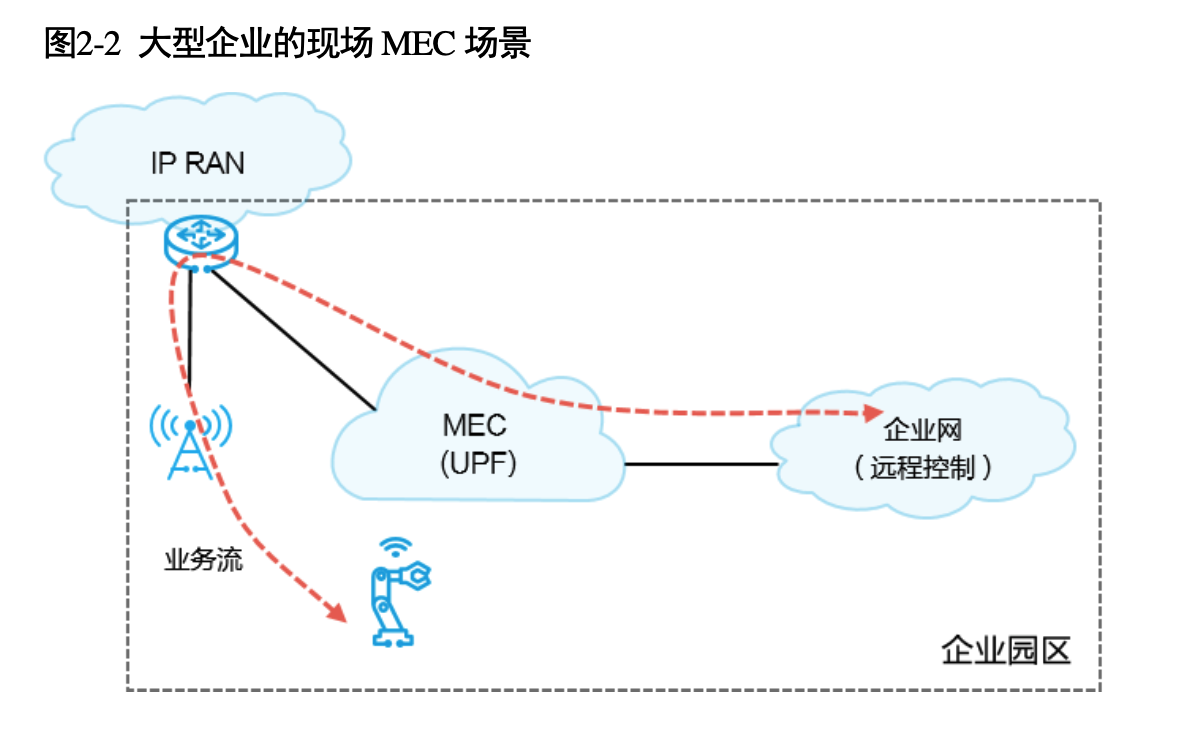 图2-2 大型企业的现场 MEC 场景
IP RAN
MEC
(UPF)
企业网
（远程控制）
业务流
企业园区